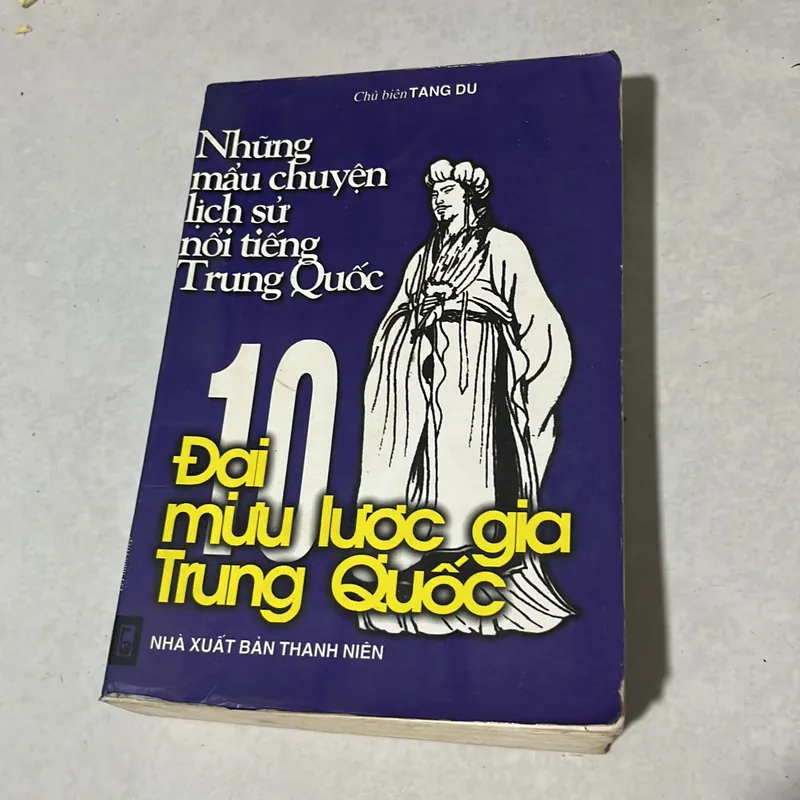 Chủ biên TANG DU
Những
mẩu chuyện
lịch sử
nổi tiếng
Trung Quốc
10
Đại
mưu lược gia
Trung Quốc
NHÀ XUẤT BẢN THANH NIÊN